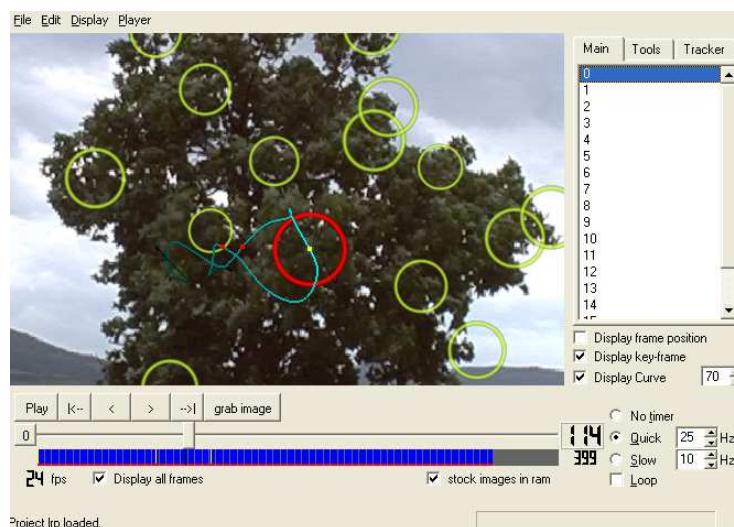 File Edit Display Player
Main Tools Tracker
0
1
2
3
4
5
6
7
8
9
10
11
12
13
14
15
Display frame position
Display key-frame
Display Curve 70
Play |<-- < > -->| grab image
No timer
0
114
Quick 25 Hz
399
Slow 10 Hz
24 fps Display all frames stock images in ram Loop
Project lrp loaded.